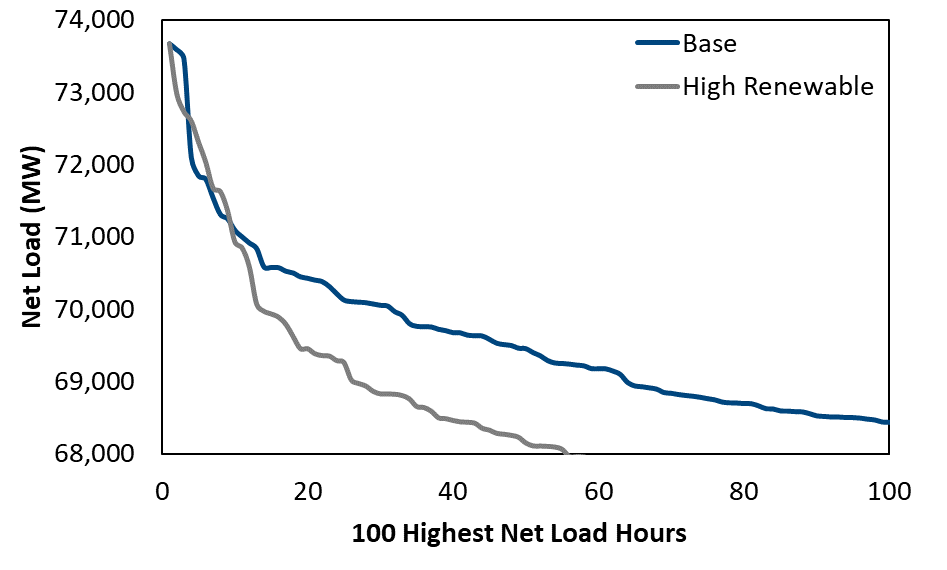 74,000
73,000
72,000
71,000
70,000
69,000
68,000
Net Load (MW)
Base
High Renewable
0 20 40 60 80 100
100 Highest Net Load Hours